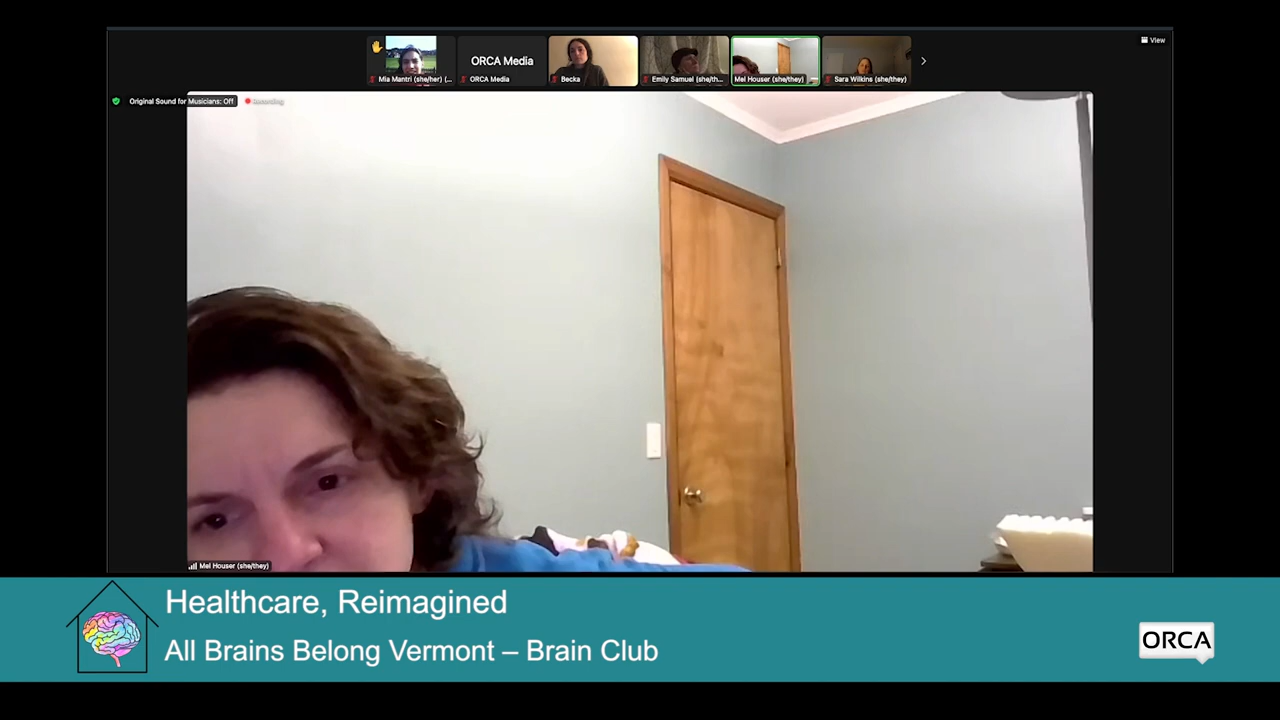 View
Mia Mantri (she/her) (...
ORCA Media
ORCA Media
Becka
Emily Samuel (she/th...
Mel Houser (she/they)
Sara Wilkins (she/they)
Original Sound for Musicians: Off
Recording
Mel Houser (she/they)
Healthcare, Reimagined
All Brains Belong Vermont – Brain Club
ORCA